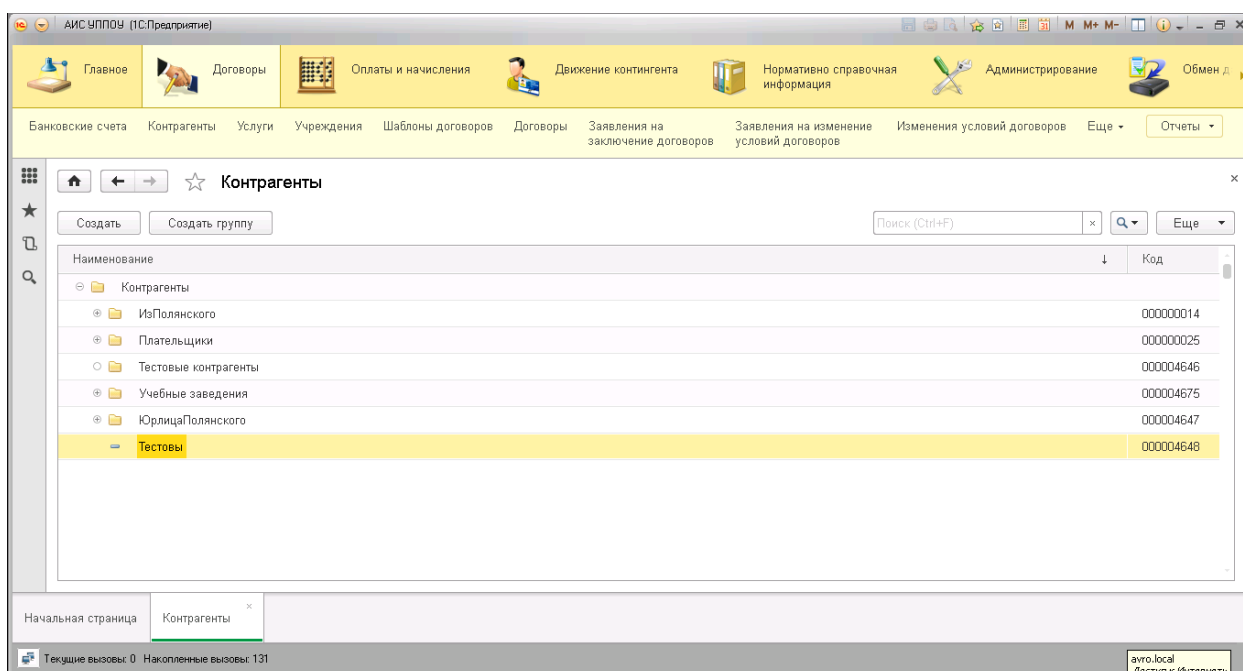 АИС УППОУ (1С:Предприятие)
M M+ M-
Главное
Договоры
Оплаты и начисления
Движение контингента
Нормативно справочная
информация
Администрирование
Обмен д
Банковские счета Контрагенты Услуги Учреждения Шаблоны договоров Договоры
Заявления на
заключение договоров
Заявления на изменение
условий договоров
Изменения условий договоров Еще Отчеты
Контрагенты
Создать Создать группу Поиск (Ctrl+F) Еще
Наименование Код
Контрагенты
ИзПолянского 000000014
Плательщики 000000025
Тестовые контрагенты 000004646
Учебные заведения 000004675
ЮрлицаПолянского 000004647
Тестовы 000004648
Начальная страница Контрагенты
Текущие вызовы: 0 Накопленные вызовы: 131
avro.local